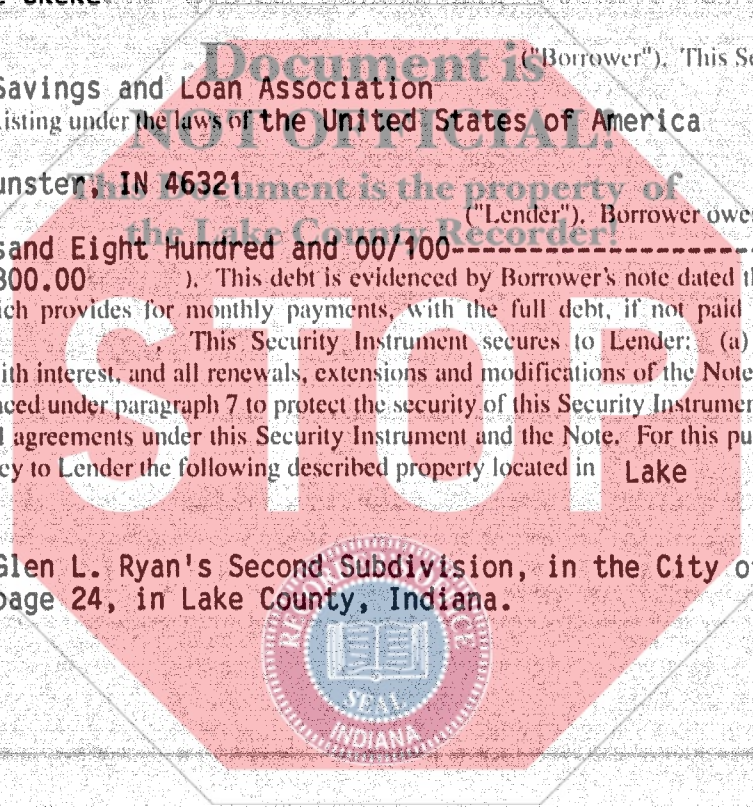 Document is
("Borrower"). This Se
Savings and Loan Association
isting under the laws of the United States of America
NOT OFFICIAL!
unster, IN 46321
This Document is the property of
("Lender"). Borrower owe
the Lake County Recorder!
sand Eight Hundred and 00/100--------------------
800.00 ). This debt is evidenced by Borrower's note dated t
ich provides for monthly payments, with the full debt, if not paid
. This Security Instrument secures to Lender: (a)
ith interest, and all renewals, extensions and modifications of the Note
nced under paragraph 7 to protect the security of this Security Instrumen
l agreements under this Security Instrument and the Note. For this pu
ey to Lender the following described property located in Lake
STOP
Glen L. Ryan's Second Subdivision, in the City o
page 24, in Lake County, Indiana.
RECORDER'S OFFICE
SEAL
INDIANA